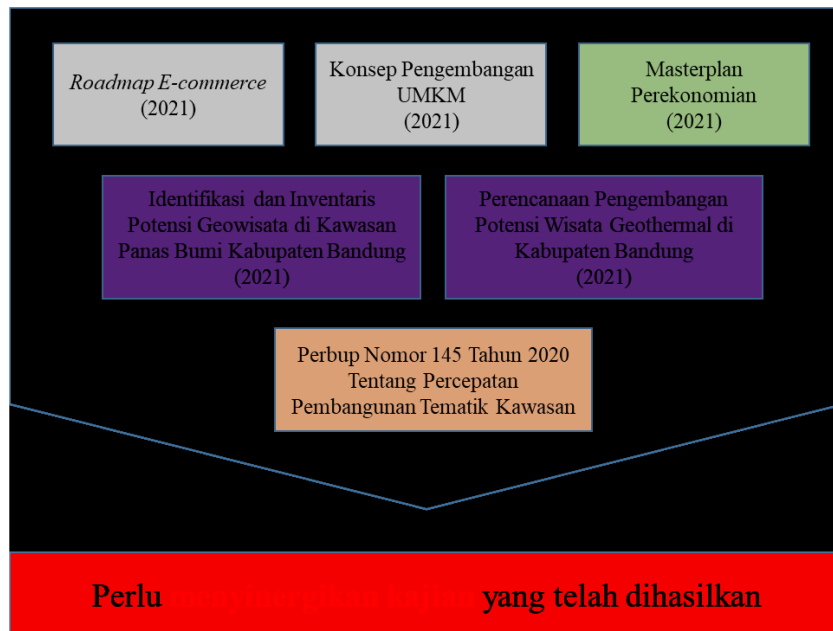 Roadmap E-commerce
(2021)
Konsep Pengembangan
UMKM
(2021)
Masterplan
Perekonomian
(2021)
Identifikasi dan Inventaris
Potensi Geowisata di Kawasan
Panas Bumi Kabupaten Bandung
(2021)
Perencanaan Pengembangan
Potensi Wisata Geothermal di
Kabupaten Bandung
(2021)
Perbup Nomor 145 Tahun 2020
Tentang Percepatan
Pembangunan Tematik Kawasan
Perlu menyinergikan kajian yang telah dihasilkan